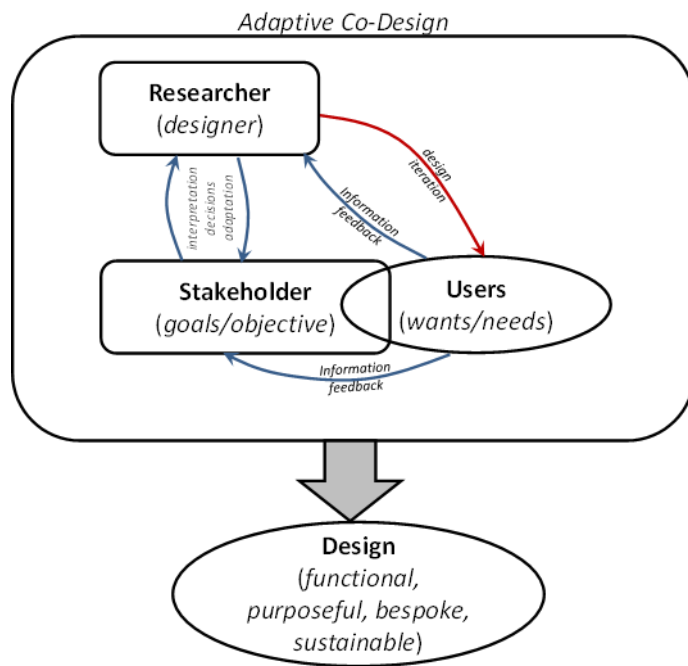 Adaptive Co-Design
Researcher
(designer)
design
iteration
Information
feedback
interpretation
decisions
adaptation
Stakeholder
(goals/objective)
Users
(wants/needs)
Information
feedback
Design
(functional,
purposeful, bespoke,
sustainable)